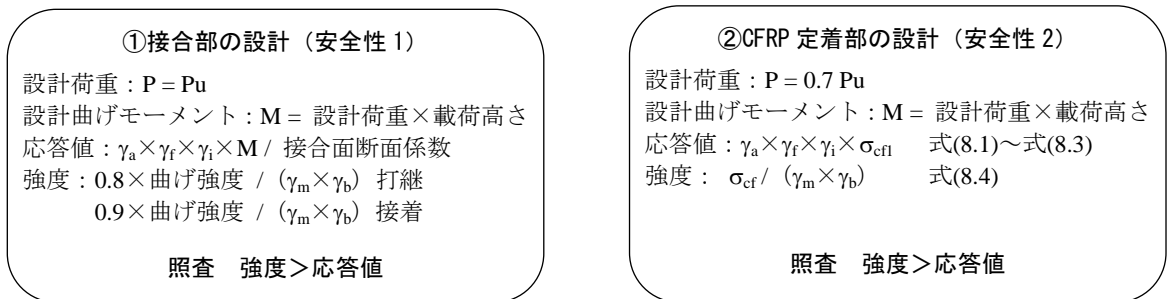 ①接合部の設計（安全性 1）
設計荷重：P = Pu
設計曲げモーメント：M = 設計荷重×載荷高さ
応答値：γa×γf×γi×M / 接合面断面係数
強度：0.8×曲げ強度 /（γm×γb）打継
0.9×曲げ強度 /（γm×γb）接着
照査　強度＞応答値
②CFRP 定着部の設計（安全性 2）
設計荷重：P = 0.7 Pu
設計曲げモーメント：M = 設計荷重×載荷高さ
応答値：γa×γf×γi×σcf1　式(8.1)～式(8.3)
強度： σcf /（γm×γb）　式(8.4)
照査　強度＞応答値